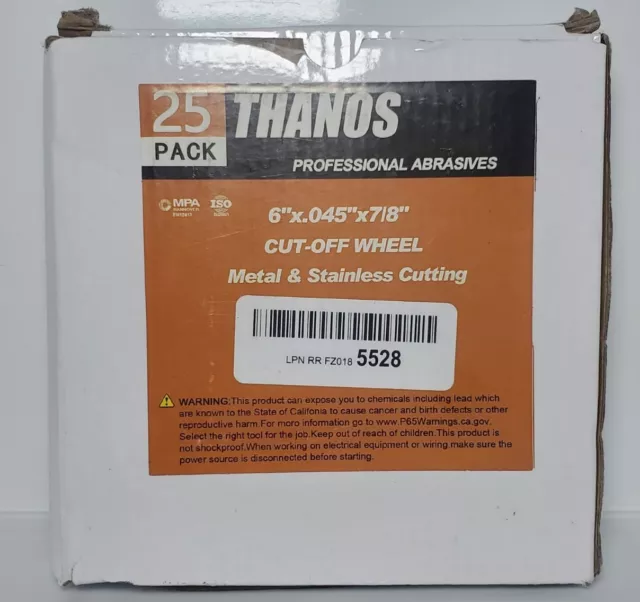 25
PACK
THANOS
PROFESSIONAL ABRASIVES
MPA
ISO
6"x.045"x7/8"
CUT-OFF WHEEL
Metal & Stainless Cutting
LPN RR FZ018 5528
WARNING:This product can expose you to chemicals including lead which
are known to the State of Califonia to cause cancer and birth defects or other
reproductive harm.For more information go to www.P65Warnings.ca.gov.
Select the right tool for the job.Keep out of reach of children.This product is
not shockproof.When working on electrical equipment or wiring.make sure the
power source is disconnected before starting.